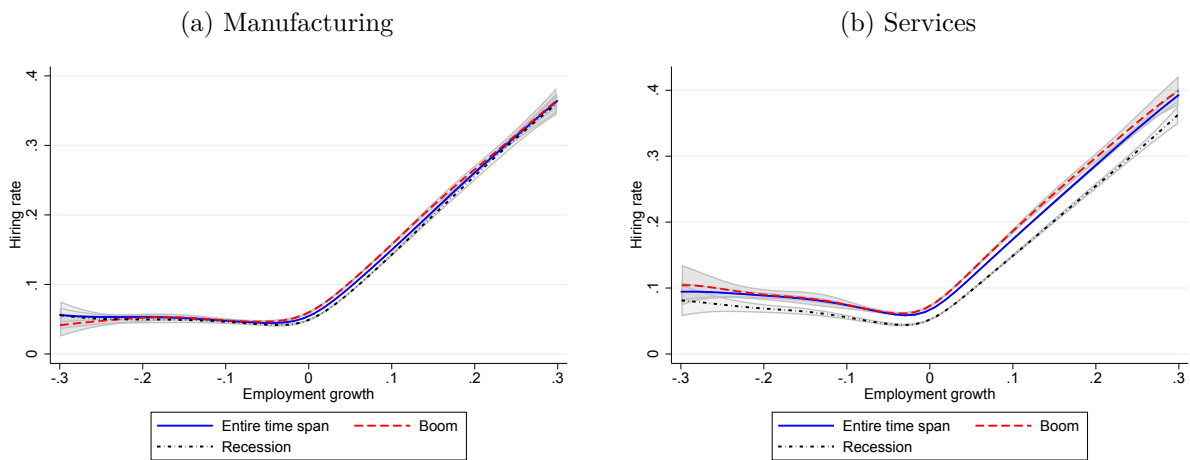 (a) Manufacturing
.4
.3
.2
.1
0
Hiring rate
-.3 -.2 -.1 0 .1 .2 .3
Employment growth
Entire time span Boom
Recession
(b) Services
.4
.3
.2
.1
0
Hiring rate
-.3 -.2 -.1 0 .1 .2 .3
Employment growth
Entire time span Boom
Recession